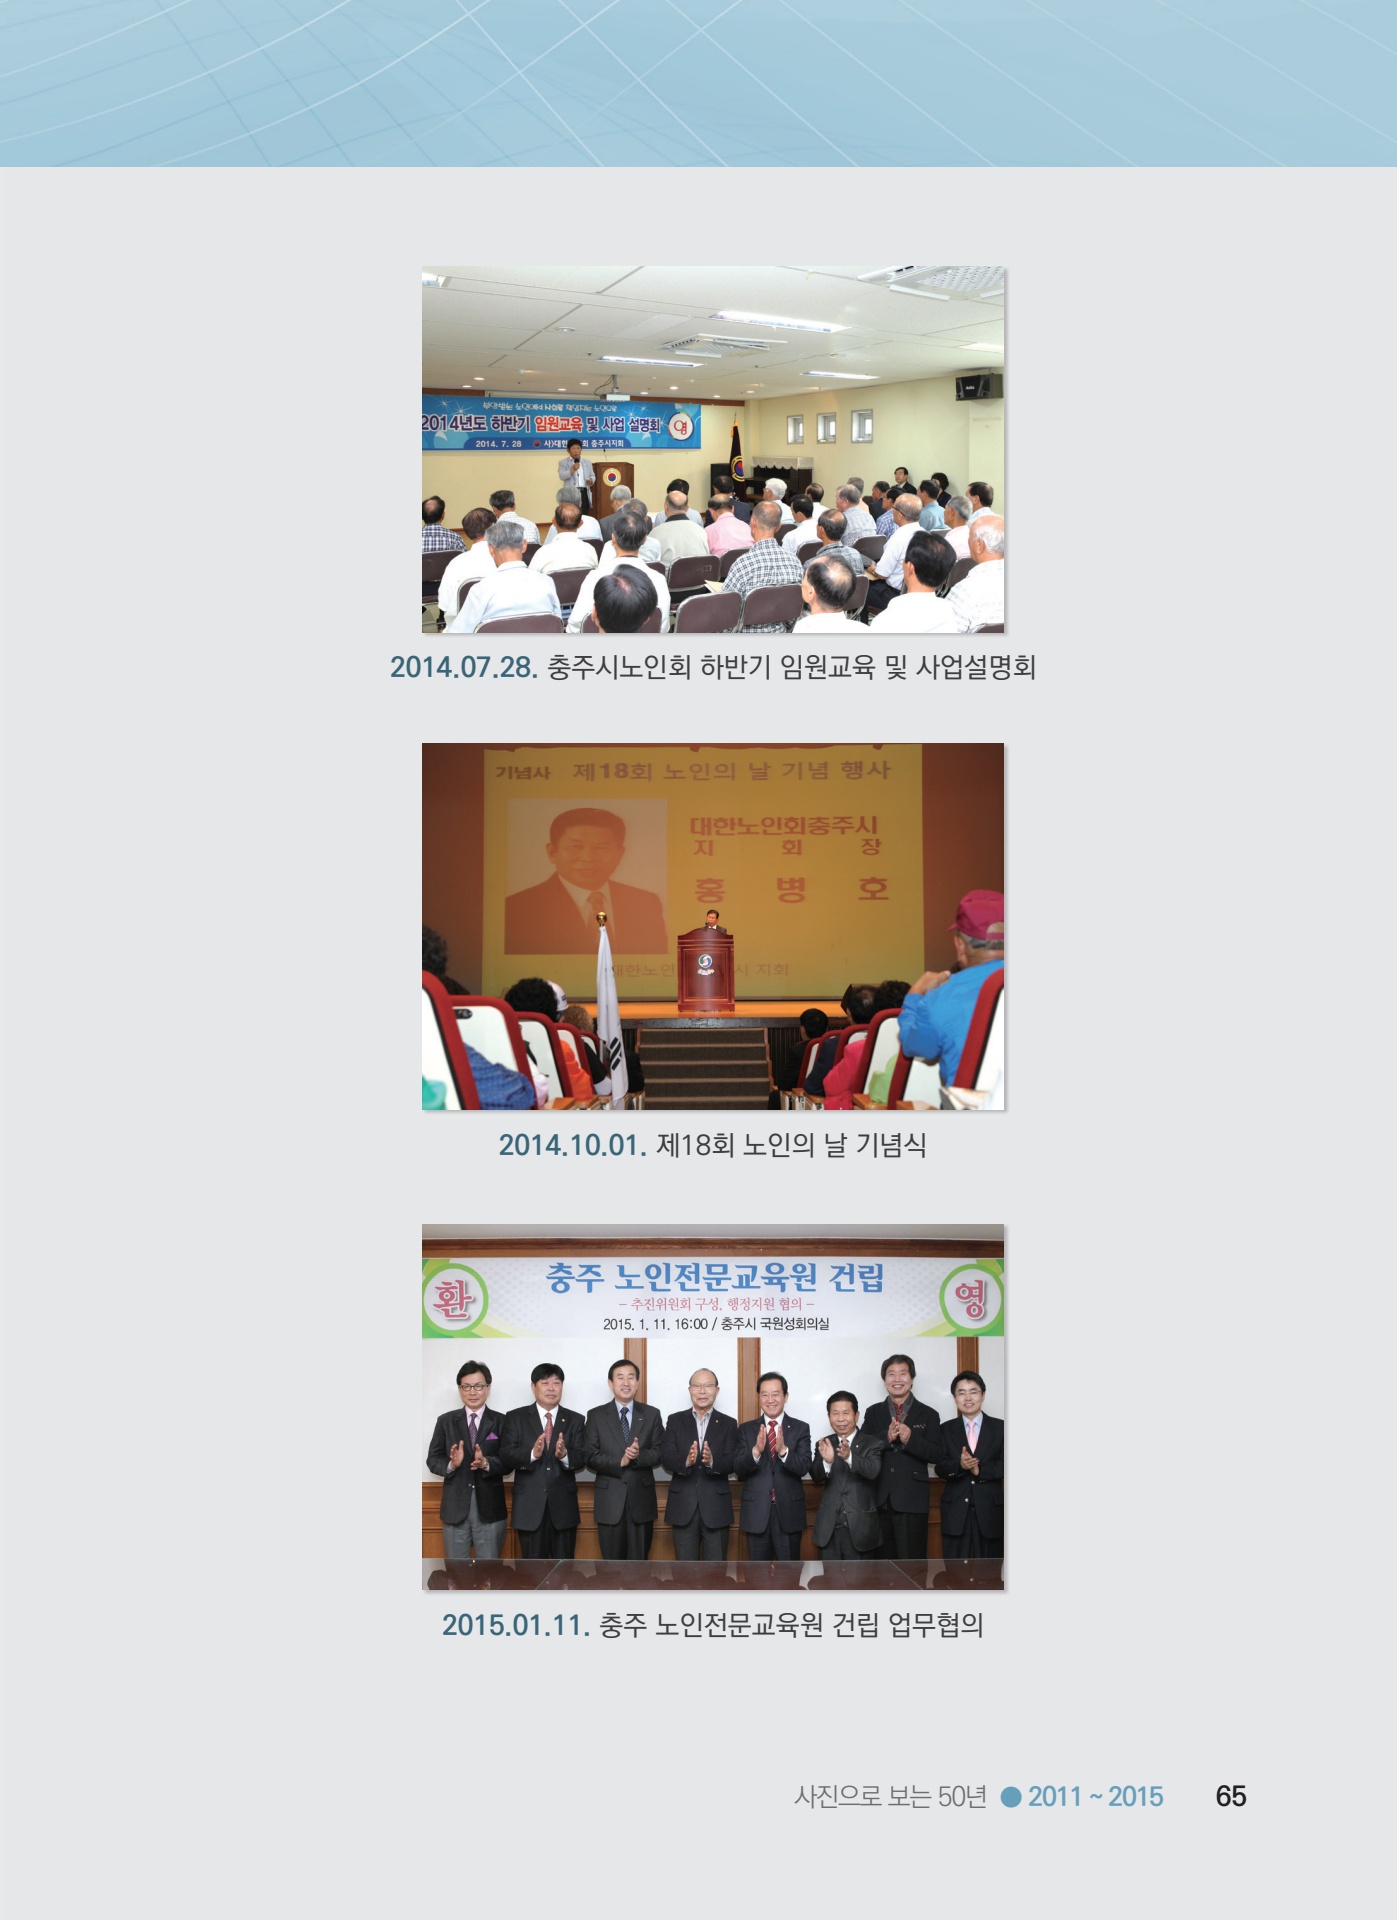 2014년도 하반기 임원교육 및 사업 설명회 영
2014. 7. 28 사)대한 회 충주시지회
2014.07.28. 충주시노인회 하반기 임원교육 및 사업설명회
기념사 제18회 노인의 날 기념 행사
대한노인회충주시
지 회 장
홍 병 호
대한노인 시 지회
2014.10.01. 제18회 노인의 날 기념식
환 충주 노인전문교육원 건립 영
- 추진위원회 구성, 행정지원 협의 -
2015. 1. 11. 16:00 / 충주시 국원성회의실
2015.01.11. 충주 노인전문교육원 건립 업무협의
사진으로 보는 50년 ● 2011 ~ 2015 65